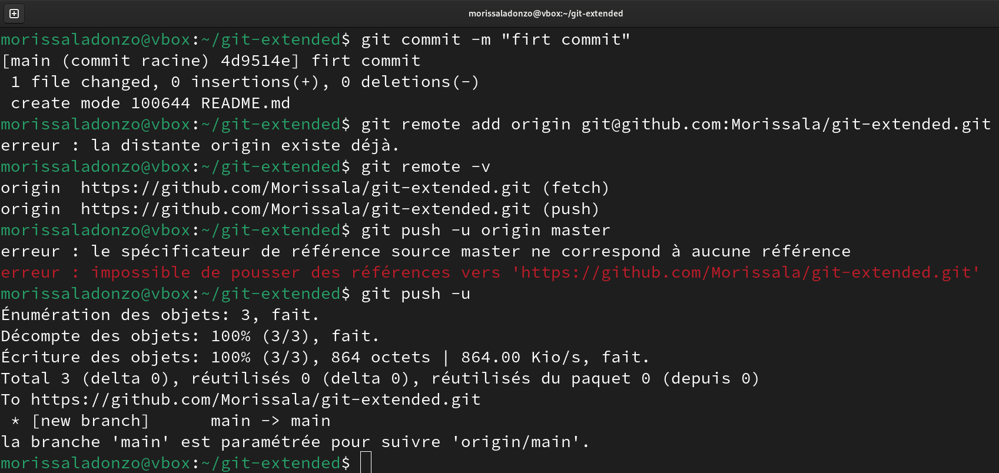 morissaladonzo@vbox:~/git-extended
morissaladonzo@vbox:~/git-extended$ git commit -m "firt commit"
[main (commit racine) 4d9514e] firt commit
 1 file changed, 0 insertions(+), 0 deletions(-)
 create mode 100644 README.md
morissaladonzo@vbox:~/git-extended$ git remote add origin git@github.com:Morissala/git-extended.git
erreur : la distante origin existe déjà.
morissaladonzo@vbox:~/git-extended$ git remote -v
origin  https://github.com/Morissala/git-extended.git (fetch)
origin  https://github.com/Morissala/git-extended.git (push)
morissaladonzo@vbox:~/git-extended$ git push -u origin master
erreur : le spécificateur de référence source master ne correspond à aucune référence
erreur : impossible de pousser des références vers 'https://github.com/Morissala/git-extended.git'
morissaladonzo@vbox:~/git-extended$ git push -u
Énumération des objets: 3, fait.
Décompte des objets: 100% (3/3), fait.
Écriture des objets: 100% (3/3), 864 octets | 864.00 Kio/s, fait.
Total 3 (delta 0), réutilisés 0 (delta 0), réutilisés du paquet 0 (depuis 0)
To https://github.com/Morissala/git-extended.git
 * [new branch]      main -> main
la branche 'main' est paramétrée pour suivre 'origin/main'.
morissaladonzo@vbox:~/git-extended$